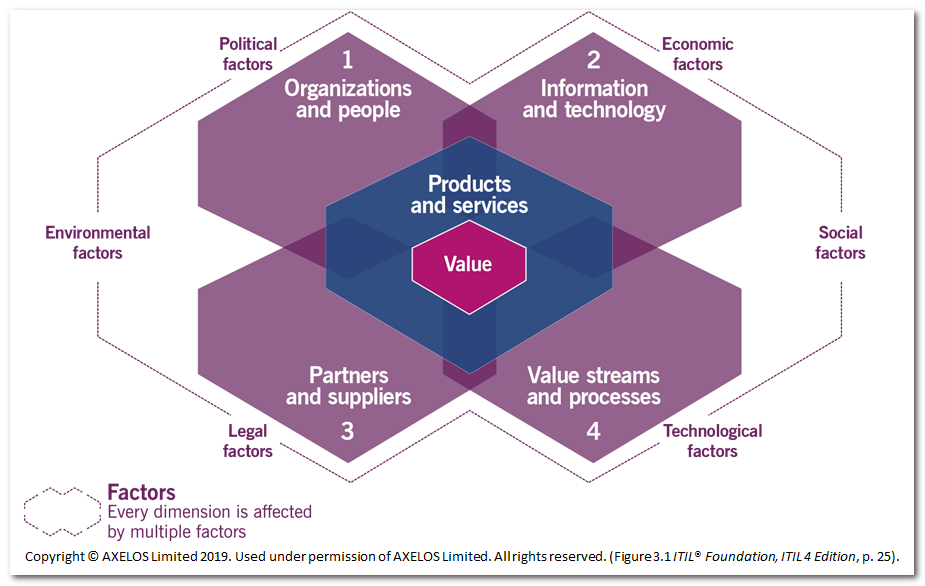 Political
factors
1
Organizations
and people
2
Information
and technology
Economic
factors
Products
and services
Environmental
factors
Value
Social
factors
Partners
and suppliers
3
Value streams
and processes
4
Legal
factors
Technological
factors
Factors
Every dimension is affected
by multiple factors
Copyright © AXELOS Limited 2019. Used under permission of AXELOS Limited. All rights reserved. (Figure 3.1 ITIL® Foundation, ITIL 4 Edition, p. 25).